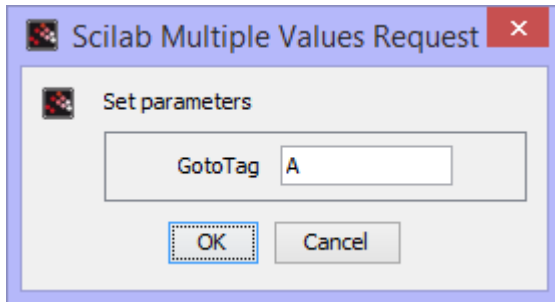 Scilab Multiple Values Request
Set parameters
GotoTag A
OK Cancel